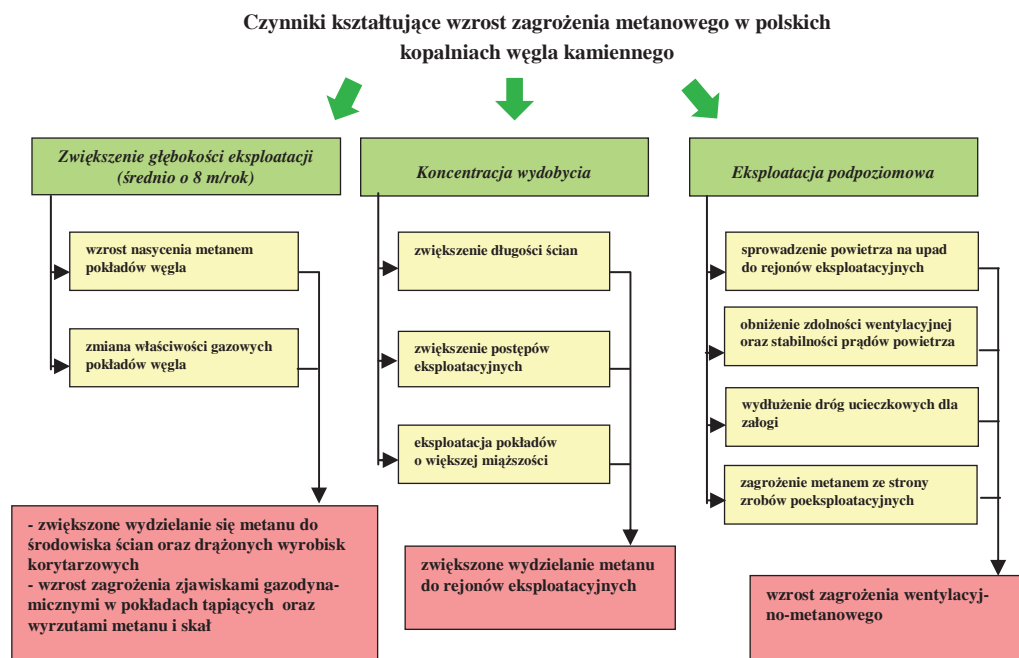 Czynniki kształtujące wzrost zagrożenia metanowego w polskich
kopalniach węgla kamiennego
Zwiększenie głębokości eksploatacji
(średnio o 8 m/rok)
wzrost nasycenia metanem
pokładów węgla
zmiana właściwości gazowych
pokładów węgla
- zwiększone wydzielanie się metanu do
środowiska ścian oraz drążonych wyrobisk
korytarzowych
- wzrost zagrożenia zjawiskami gazodyna-
micznymi w pokładach tąpiących oraz
wyrzutami metanu i skał
Koncentracja wydobycia
zwiększenie długości ścian
zwiększenie postępów
eksploatacyjnych
eksploatacja pokładów
o większej miąższości
zwiększone wydzielanie metanu
do rejonów eksploatacyjnych
Eksploatacja podpoziomowa
sprowadzenie powietrza na upad
do rejonów eksploatacyjnych
obniżenie zdolności wentylacyjnej
oraz stabilności prądów powietrza
wydłużenie dróg ucieczkowych dla
załogi
zagrożenie metanem ze strony
zrobów poeksploatacyjnych
wzrost zagrożenia wentylacyj-
no-metanowego